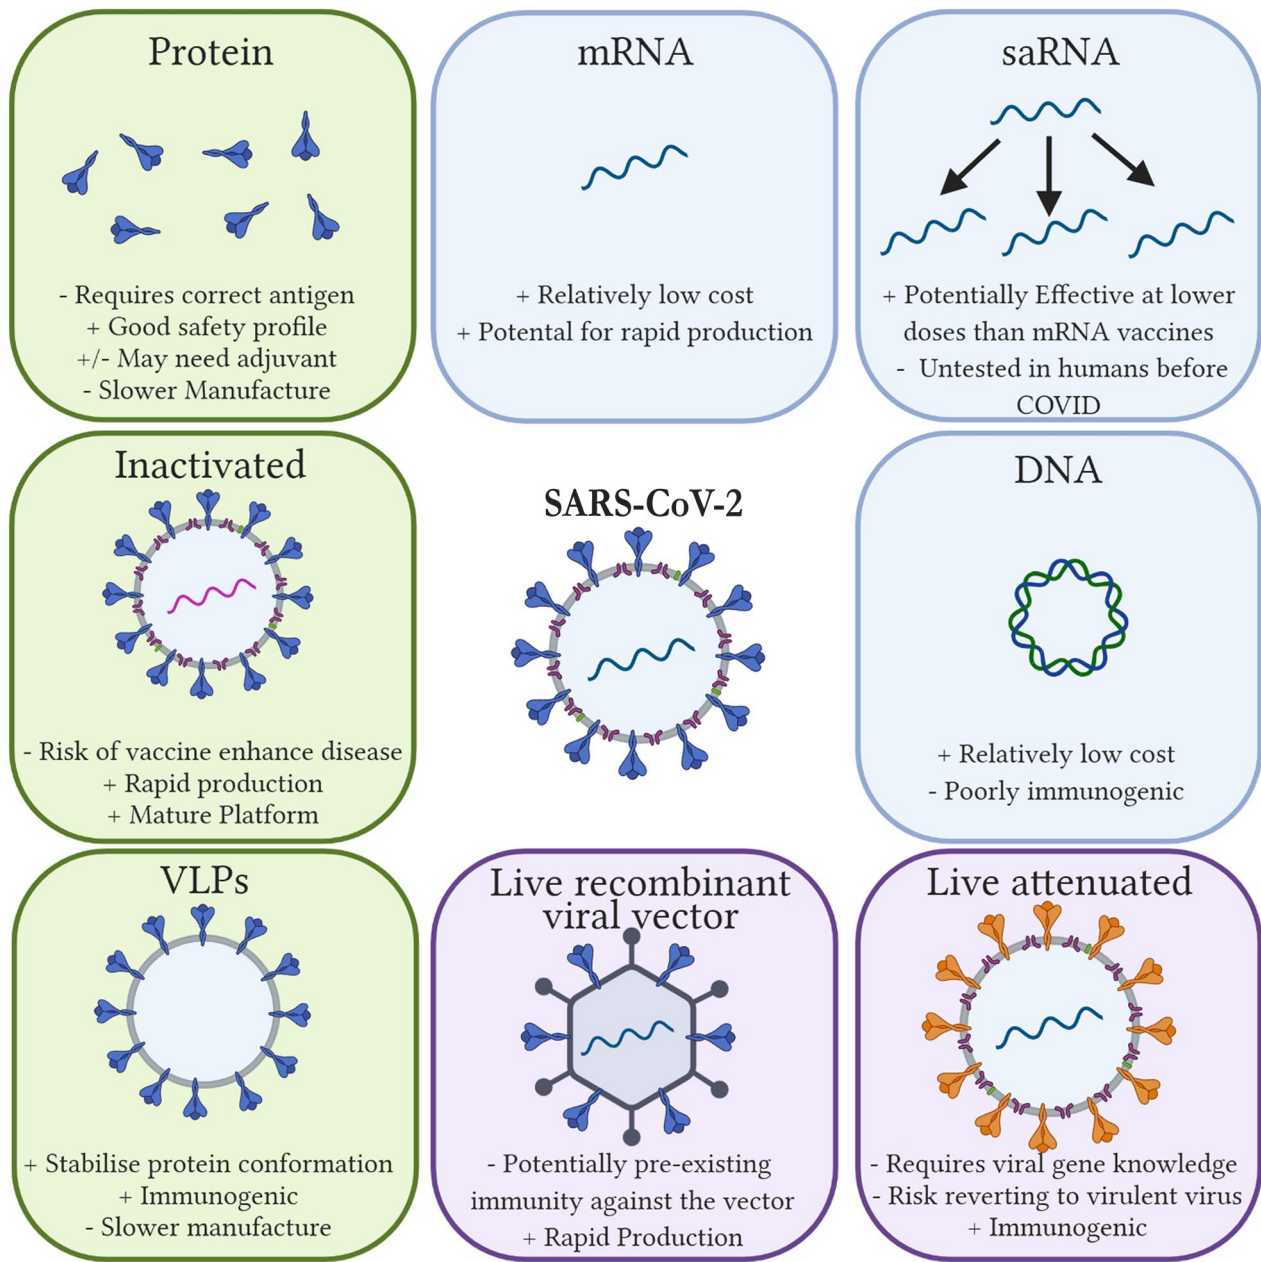 Protein
- Requires correct antigen
+ Good safety profile
+/- May need adjuvant
- Slower Manufacture
mRNA
+ Relatively low cost
+ Potental for rapid production
saRNA
+ Potentially Effective at lower
doses than mRNA vaccines
- Untested in humans before
COVID
Inactivated
- Risk of vaccine enhance disease
+ Rapid production
+ Mature Platform
SARS-CoV-2
DNA
+ Relatively low cost
- Poorly immunogenic
VLPs
+ Stabilise protein conformation
+ Immunogenic
- Slower manufacture
Live recombinant
viral vector
- Potentially pre-existing
immunity against the vector
+ Rapid Production
Live attenuated
- Requires viral gene knowledge
- Risk reverting to virulent virus
+ Immunogenic